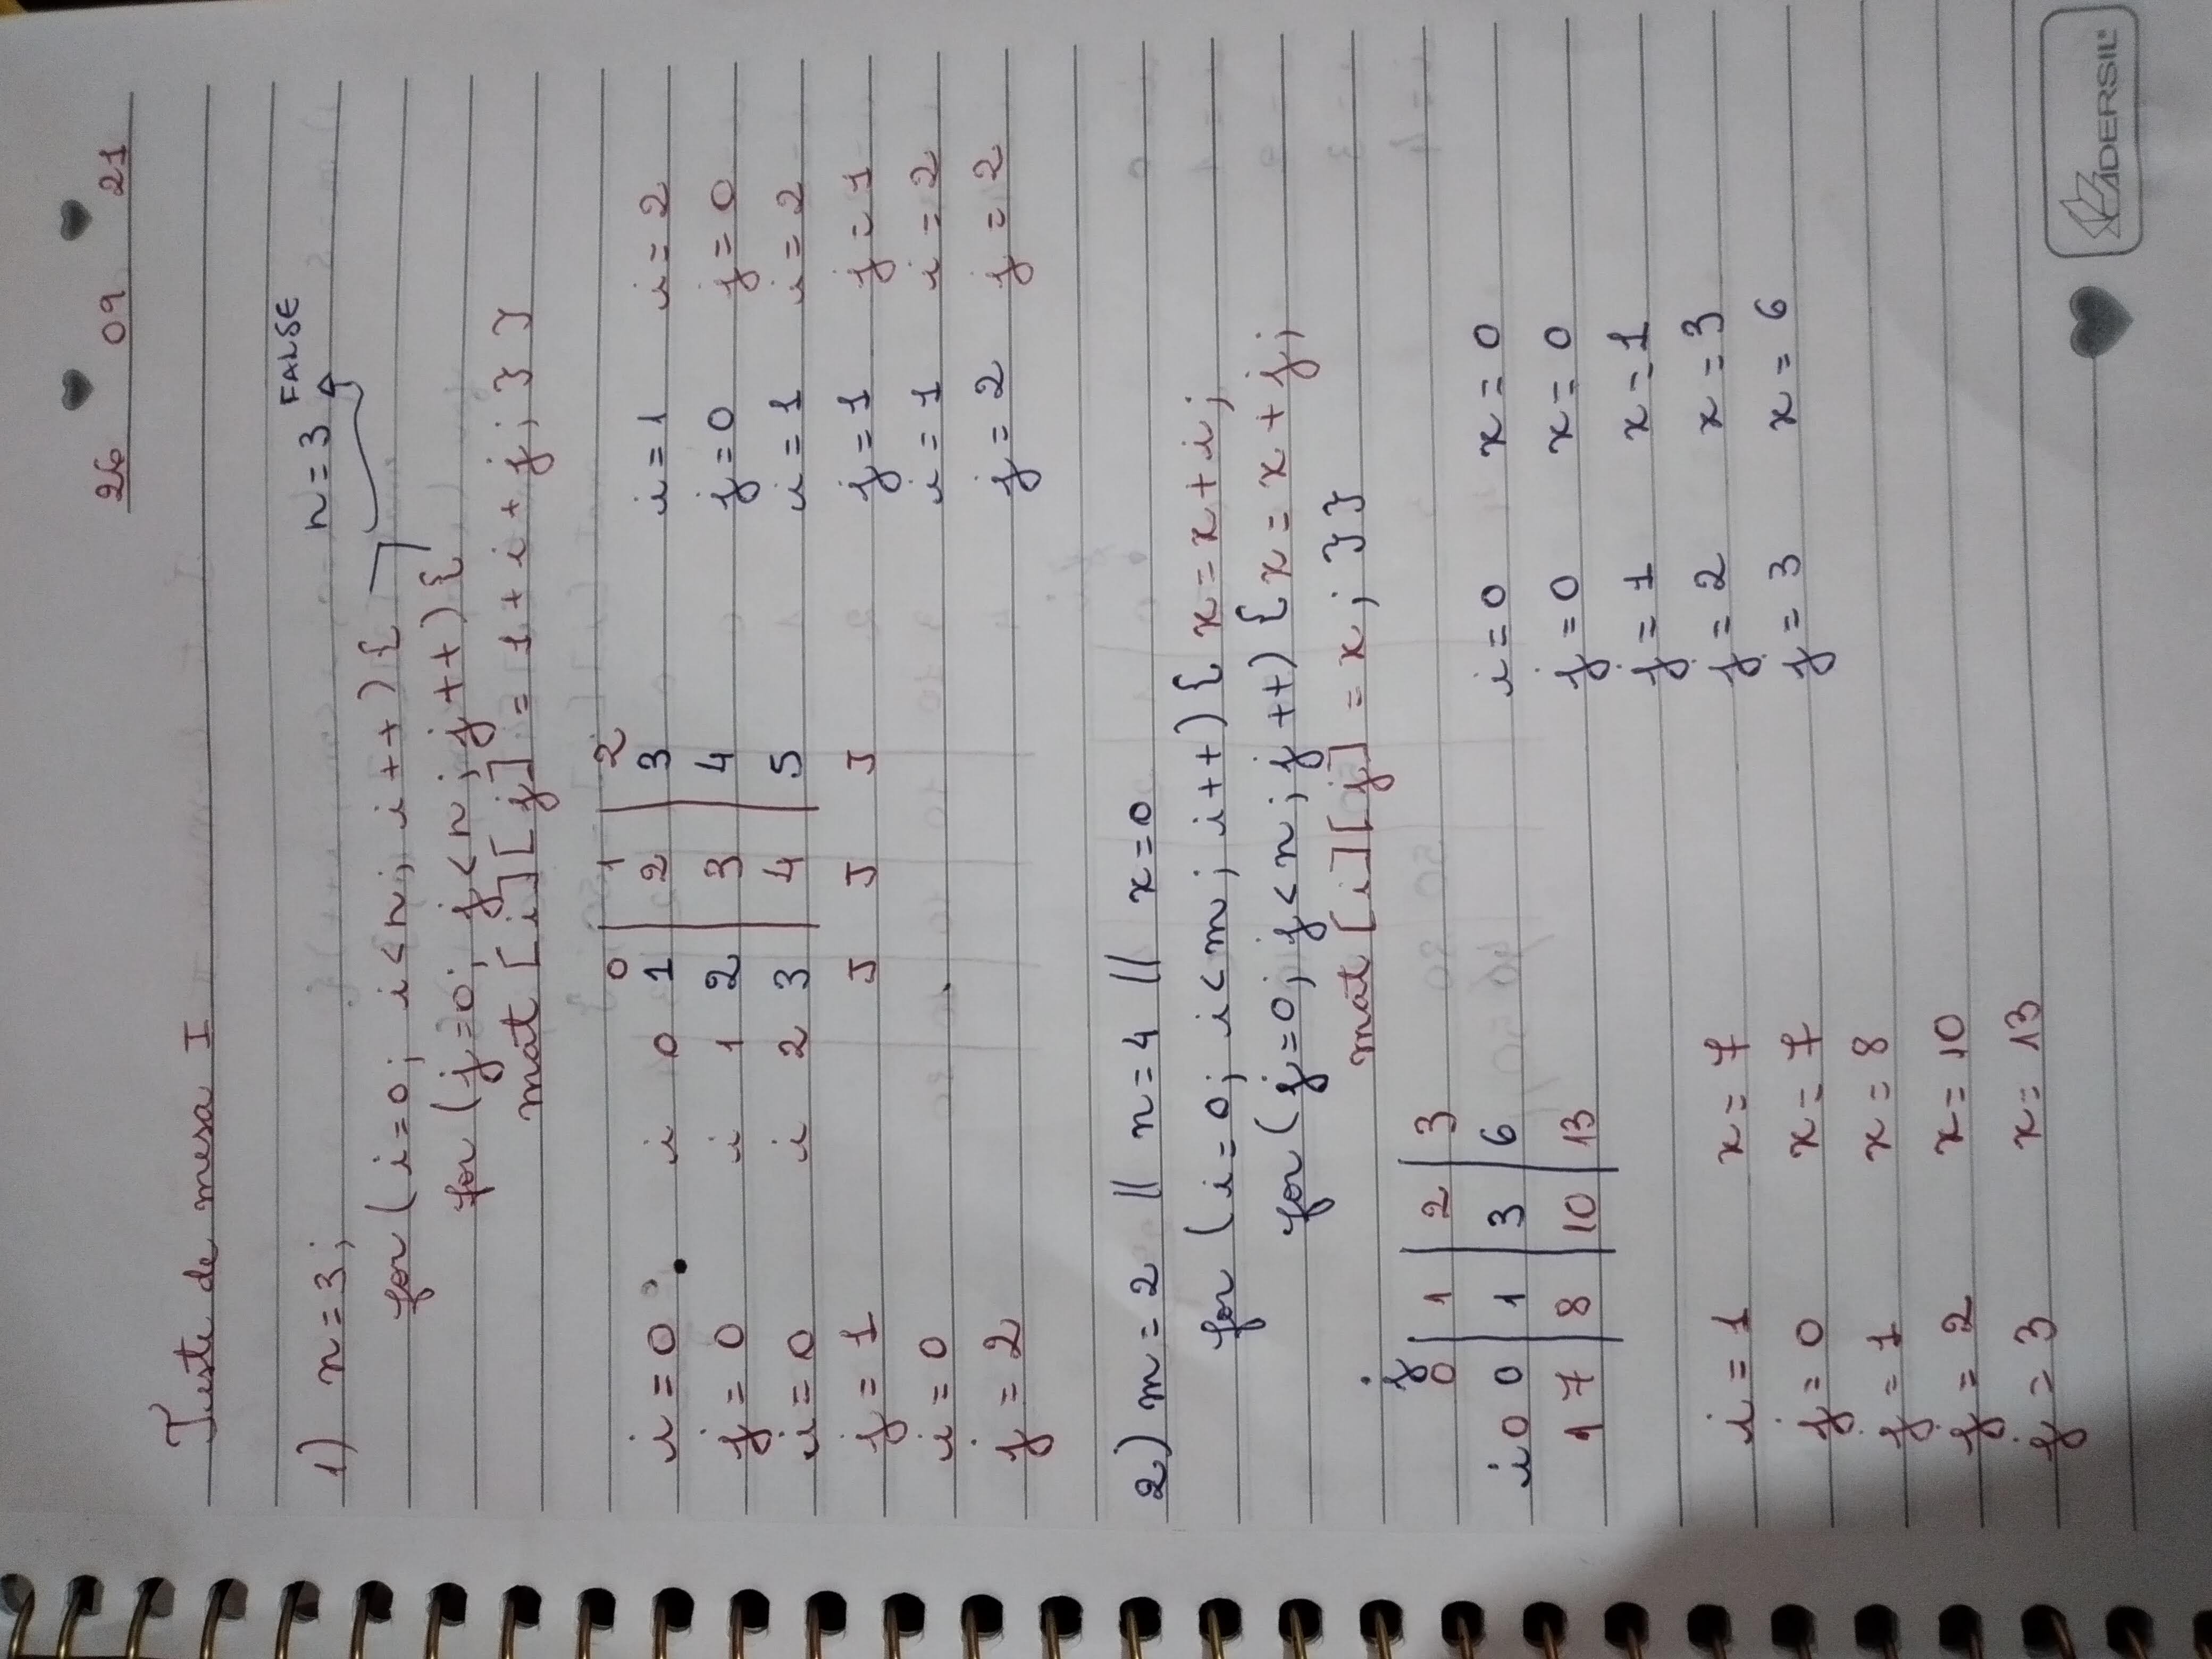 26 09 21
Teste de mesa I
n = 3 FALSE
1) n = 3;
for (i=0; i<n; i++){
for (j=0; j<n; j++){
mat [i][j] = 1 + i + j; } }
0 1 2
i = 0 i 0 1 2 3 i = 1 i = 2
j = 0 i 1 2 3 4 j = 0 j = 0
i = 0 i 2 3 4 5 i = 1 i = 2
j = 1 J J J j = 1 j = 1
i = 0 i = 1 i = 2
j = 2 j = 2 j = 2
2) m = 2 || n = 4 || x = 0
for (i=0; i<m; i++){ x = x + i;
for (j=0; j<n; j++){ x = x + j;
mat [i][j] = x; }}
j
0 1 2 3
i 0 0 1 3 6 i = 0 x = 0
1 7 8 10 13 j = 0 x = 0
j = 1 x = 1
i = 1 x = 7 j = 2 x = 3
j = 0 x = 7 j = 3 x = 6
j = 1 x = 8
j = 2 x = 10
j = 3 x = 13
ADERSIL